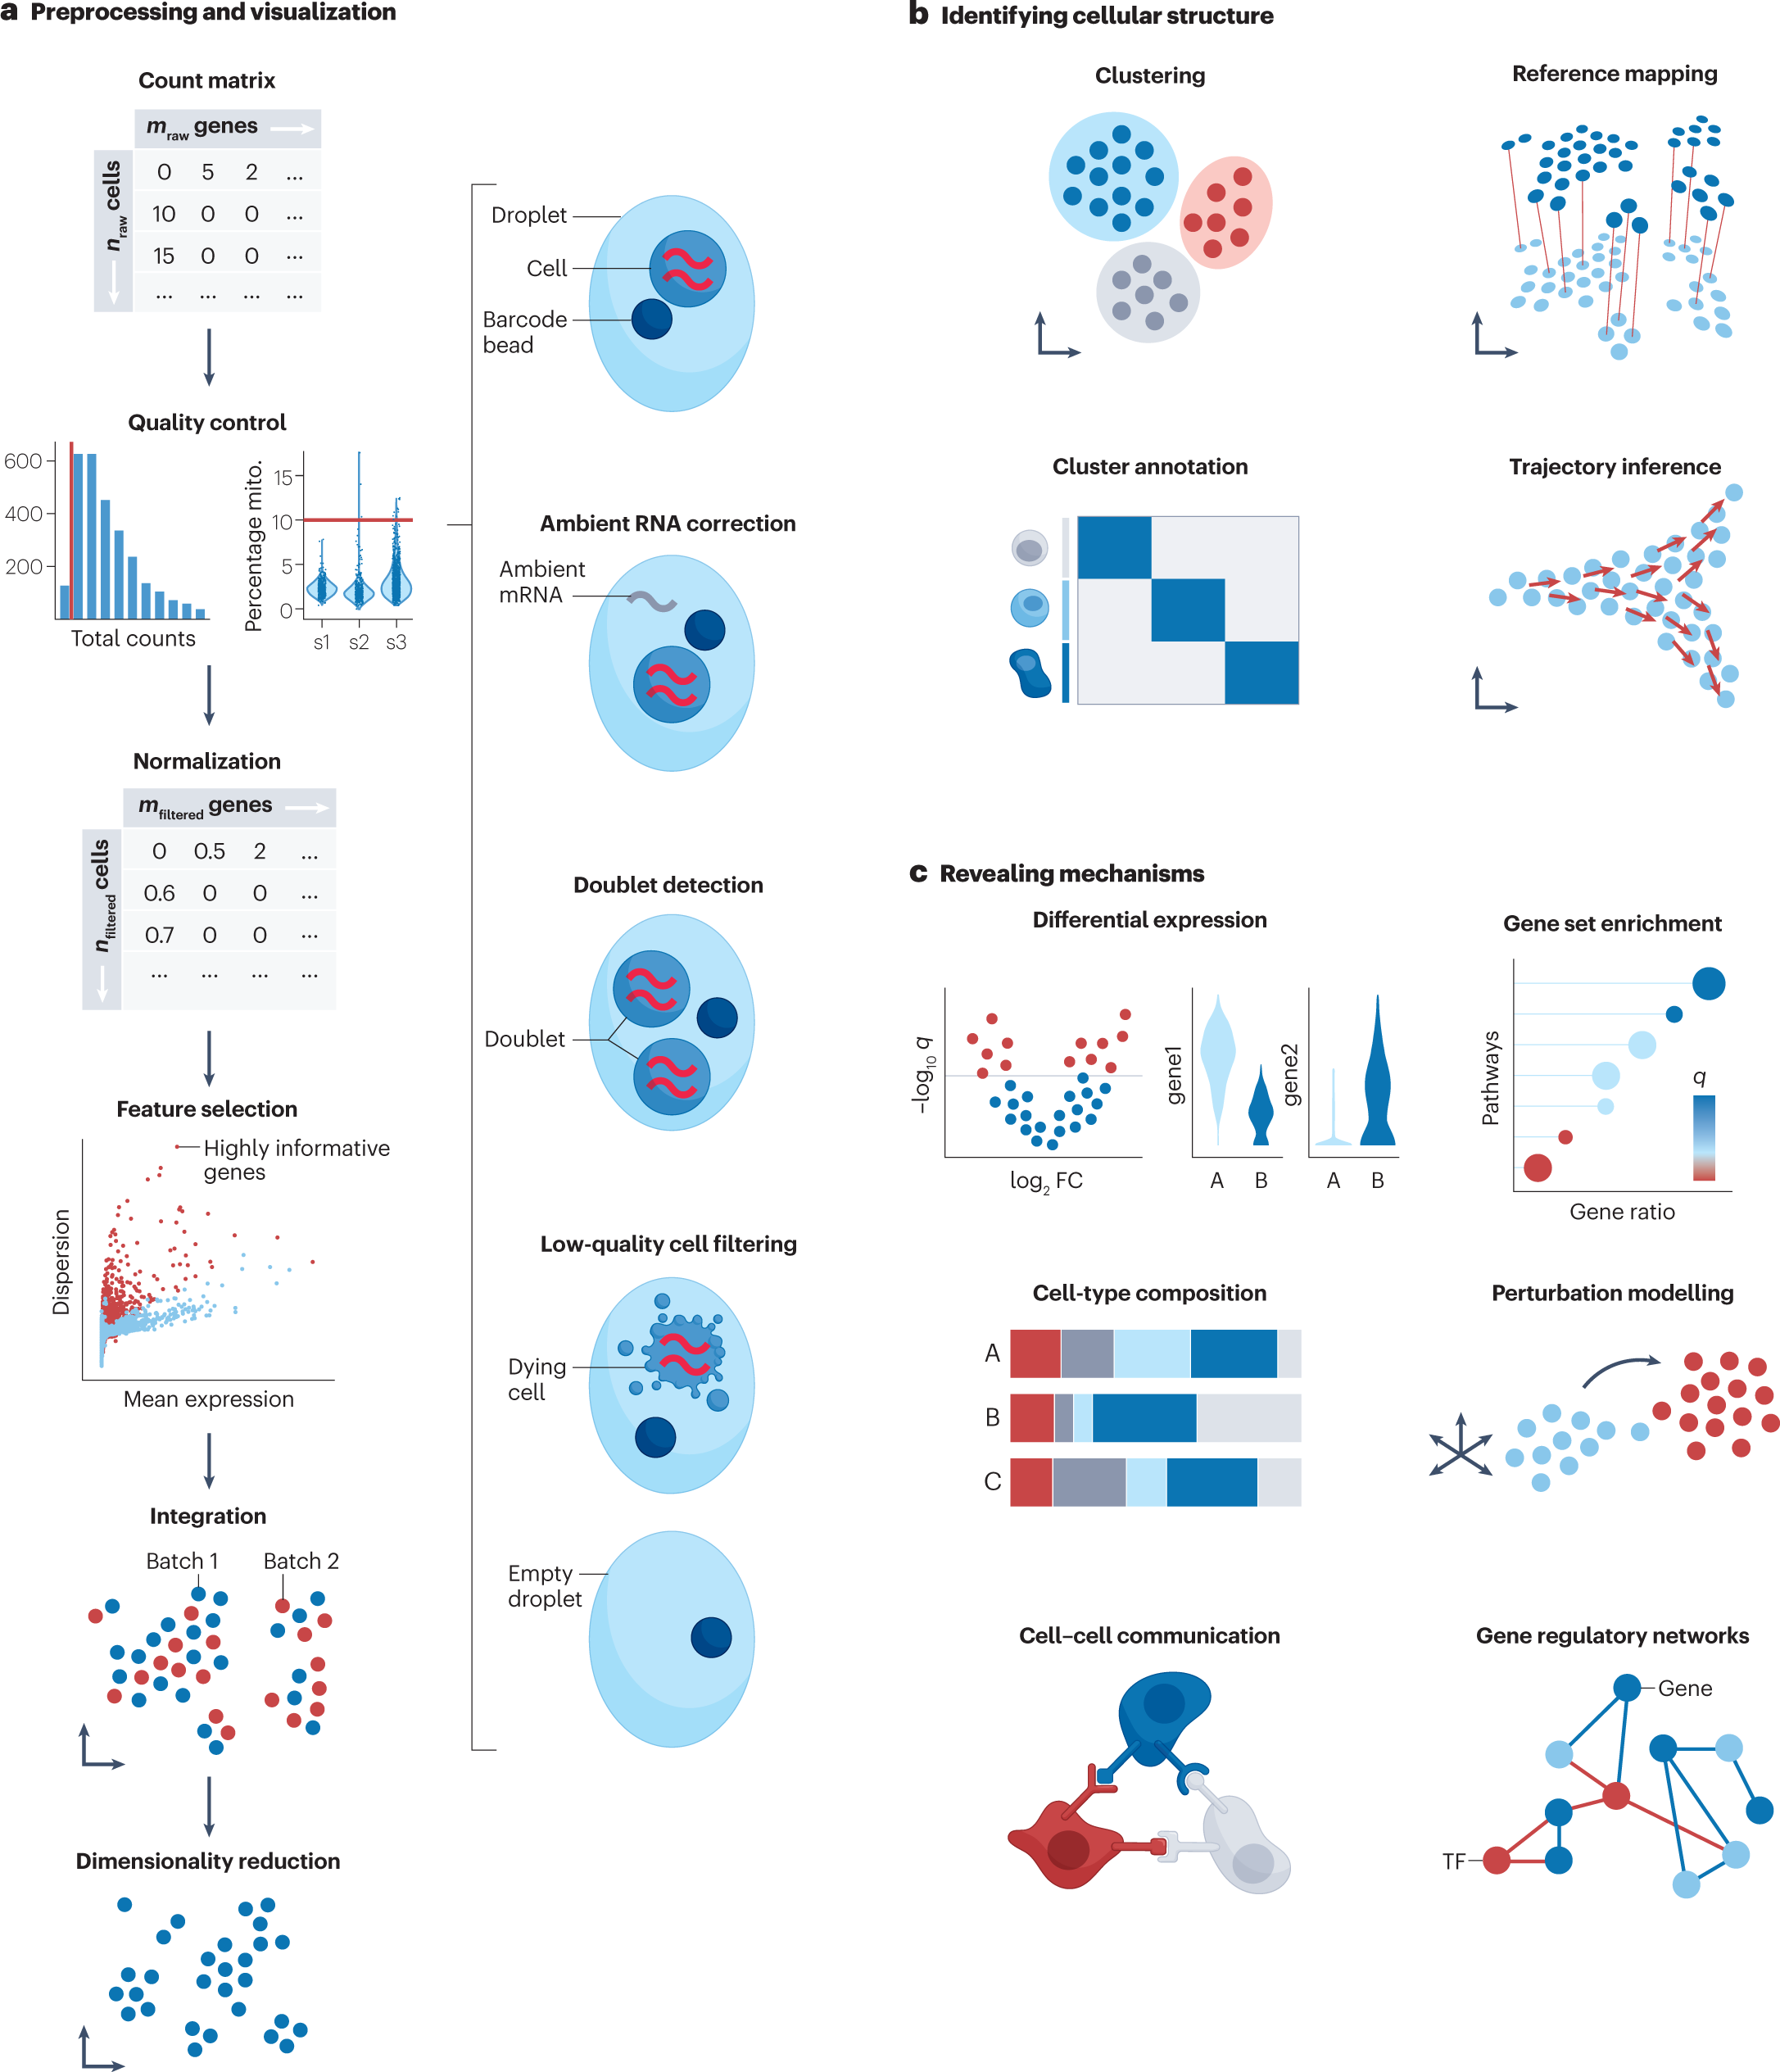 a Preprocessing and visualization
Count matrix
m raw genes
n raw cells
0 5 2 ...
10 0 0 ...
15 0 0 ...
... ... ... ...
Quality control
600
400
200
Total counts
Percentage mito.
15
10
5
0
s1 s2 s3
Normalization
m filtered genes
n filtered cells
0 0.5 2 ...
0.6 0 0 ...
0.7 0 0 ...
... ... ... ...
Feature selection
Highly informative
genes
Dispersion
Mean expression
Integration
Batch 1 Batch 2
Dimensionality reduction
Droplet
Cell
Barcode
bead
Ambient RNA correction
Ambient
mRNA
Doublet detection
Doublet
Low-quality cell filtering
Dying
cell
Empty
droplet
b Identifying cellular structure
Clustering
Reference mapping
Cluster annotation
Trajectory inference
c Revealing mechanisms
Differential expression
–log10 q
log2 FC
gene1
A B
gene2
A B
Gene set enrichment
Pathways
q
Gene ratio
Cell-type composition
A
B
C
Perturbation modelling
Cell–cell communication
Gene regulatory networks
Gene
TF